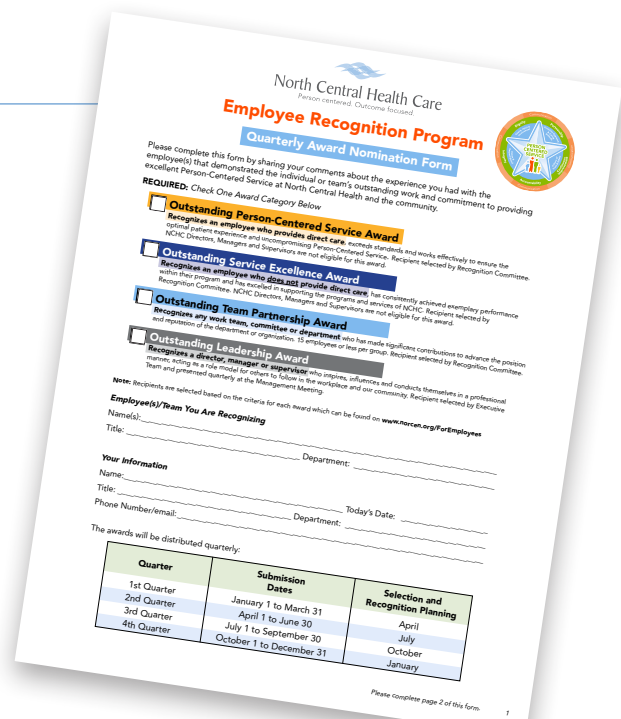 North Central Health Care
Person centered. Outcome focused.
Employee Recognition Program
Quarterly Award Nomination Form
PERSON
CENTERED
SERVICE
Please complete this form by sharing your comments about the experience you had with the
employee(s) that demonstrated the individual or team's outstanding work and commitment to providing
excellent Person-Centered Service at North Central Health and the community.
REQUIRED: Check One Award Category Below
Outstanding Person-Centered Service Award
Recognizes an employee who provides direct care, exceeds standards and works effectively to ensure the
optimal patient experience and uncompromising Person-Centered Service. Recipient selected by Recognition Committee.
NCHC Directors, Managers and Supervisors are not eligible for this award.
Outstanding Service Excellence Award
Recognizes an employee who does not provide direct care, has consistently achieved exemplary performance
within their program and has excelled in supporting the programs and services of NCHC. Recipient selected by
Recognition Committee. NCHC Directors, Managers and Supervisors are not eligible for this award.
Outstanding Team Partnership Award
Recognizes any work team, committee or department who has made significant contributions to advance the position
and reputation of the department or organization. 15 employees or less per group. Recipient selected by Recognition Committee.
Outstanding Leadership Award
Recognizes a director, manager or supervisor who inspires, influences and conducts themselves in a professional
manner, acting as a role model for others to follow in the workplace and our community. Recipient selected by Executive
Team and presented quarterly at the Management Meeting.
Note: Recipients are selected based on the criteria for each award which can be found on www.norcen.org/ForEmployees
Employee(s)/Team You Are Recognizing
Name(s):
Title: Department:
Your Information
Name: Today's Date:
Title: Department:
Phone Number/email:
The awards will be distributed quarterly:
Quarter Submission Dates Selection and Recognition Planning
1st Quarter January 1 to March 31 April
2nd Quarter April 1 to June 30 July
3rd Quarter July 1 to September 30 October
4th Quarter October 1 to December 31 January
Please complete page 2 of this form.
1